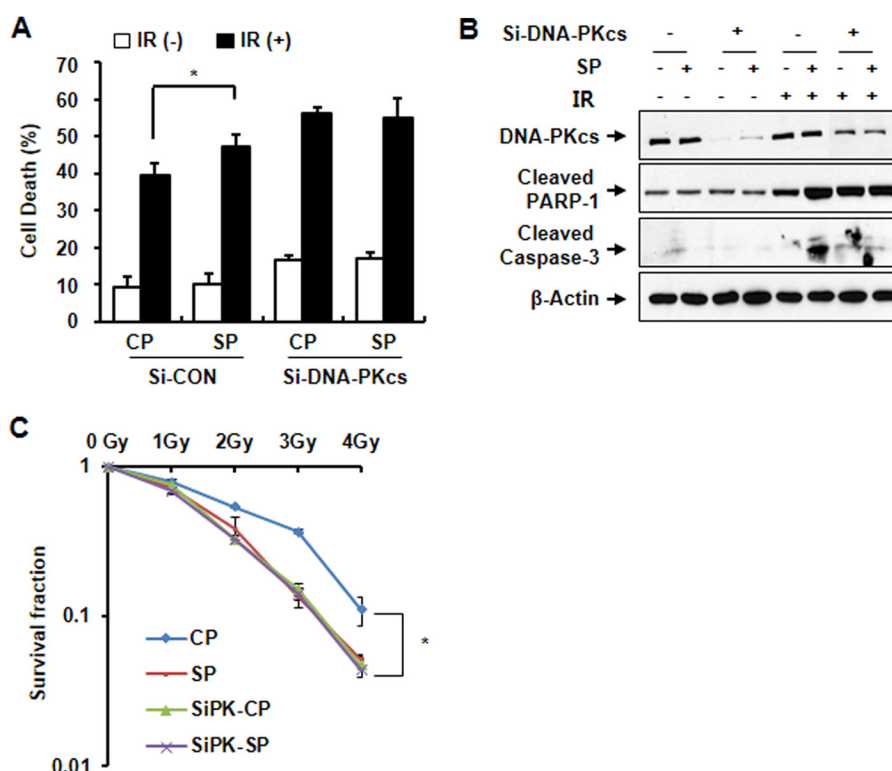 A
IR (-) IR (+)
*
Cell Death (%)
70
60
50
40
30
20
10
0
CP SP CP SP
Si-CON Si-DNA-PKcs
B
Si-DNA-PKcs - + - +
SP - + - + - + - +
IR - - - - + + + +
DNA-PKcs
Cleaved
PARP-1
Cleaved
Caspase-3
β-Actin
C
0 Gy 1Gy 2Gy 3Gy 4Gy
1
0.1
0.01
Survival fraction
*
CP
SP
SiPK-CP
SiPK-SP